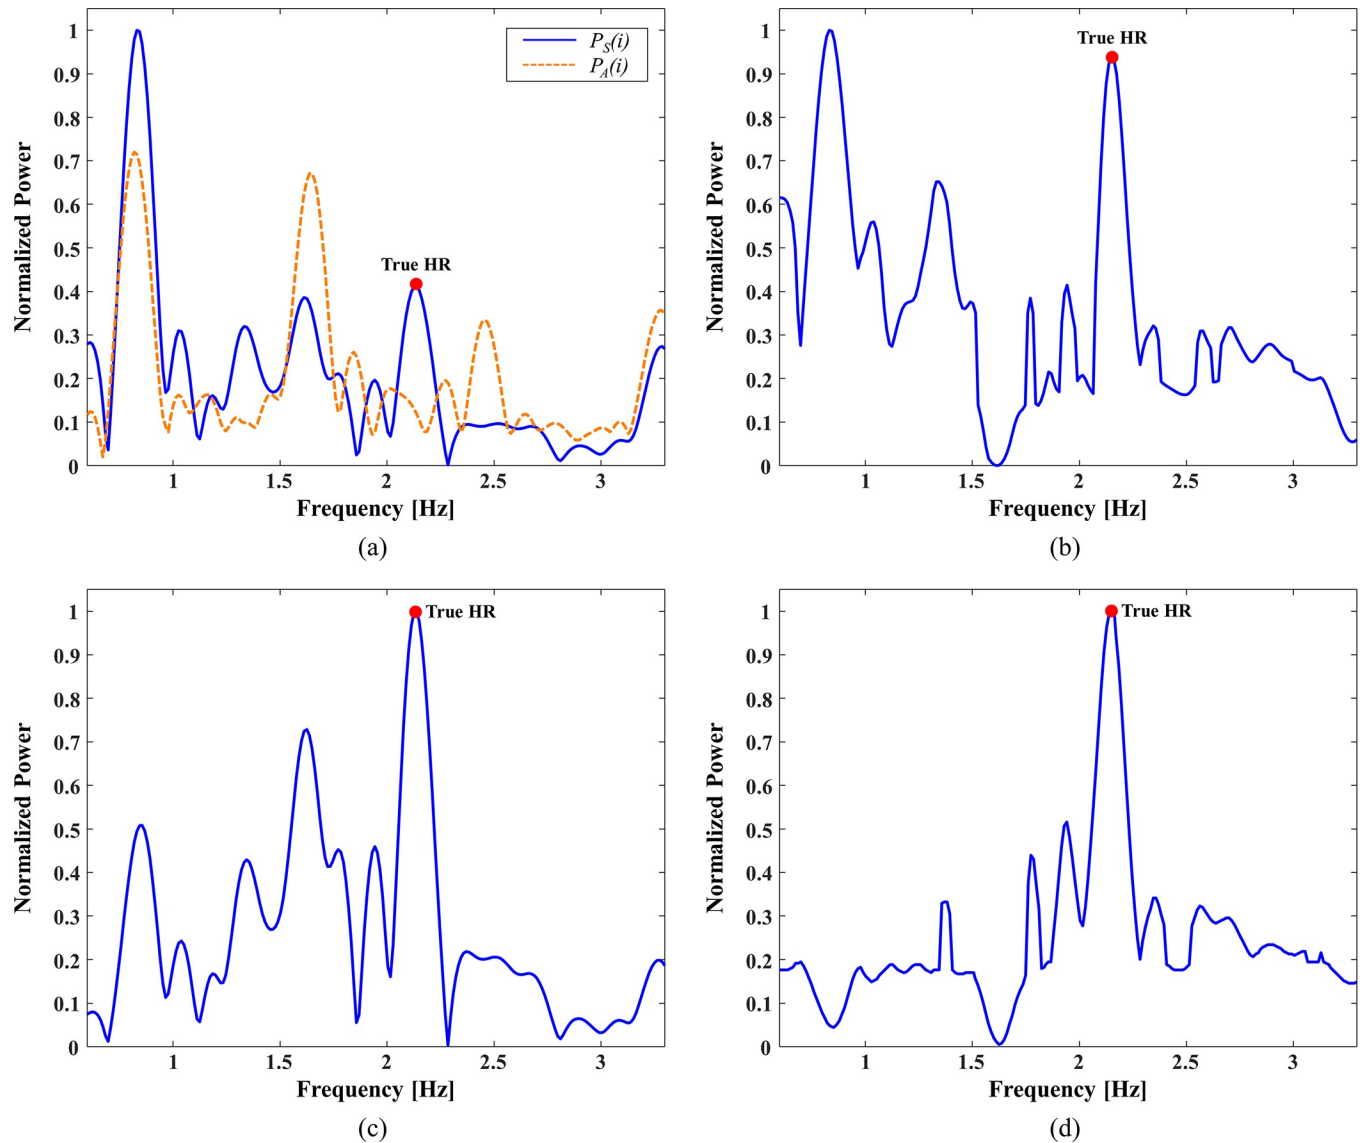 1
0.9
0.8
0.7
0.6
0.5
0.4
0.3
0.2
0.1
0
Normalized Power
P_S(i)
P_A(i)
True HR
1 1.5 2 2.5 3
Frequency [Hz]
(a)
1
0.9
0.8
0.7
0.6
0.5
0.4
0.3
0.2
0.1
0
Normalized Power
True HR
1 1.5 2 2.5 3
Frequency [Hz]
(b)
1
0.9
0.8
0.7
0.6
0.5
0.4
0.3
0.2
0.1
0
Normalized Power
True HR
1 1.5 2 2.5 3
Frequency [Hz]
(c)
1
0.9
0.8
0.7
0.6
0.5
0.4
0.3
0.2
0.1
0
Normalized Power
True HR
1 1.5 2 2.5 3
Frequency [Hz]
(d)